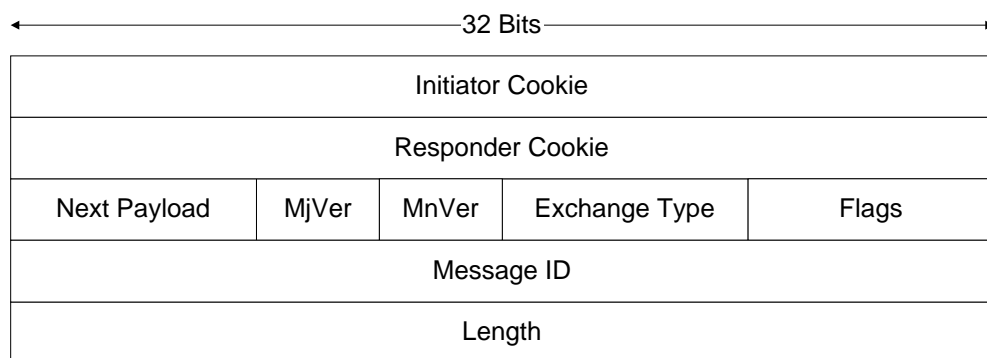 32 Bits
Initiator Cookie
Responder Cookie
Next Payload MjVer MnVer Exchange Type Flags
Message ID
Length